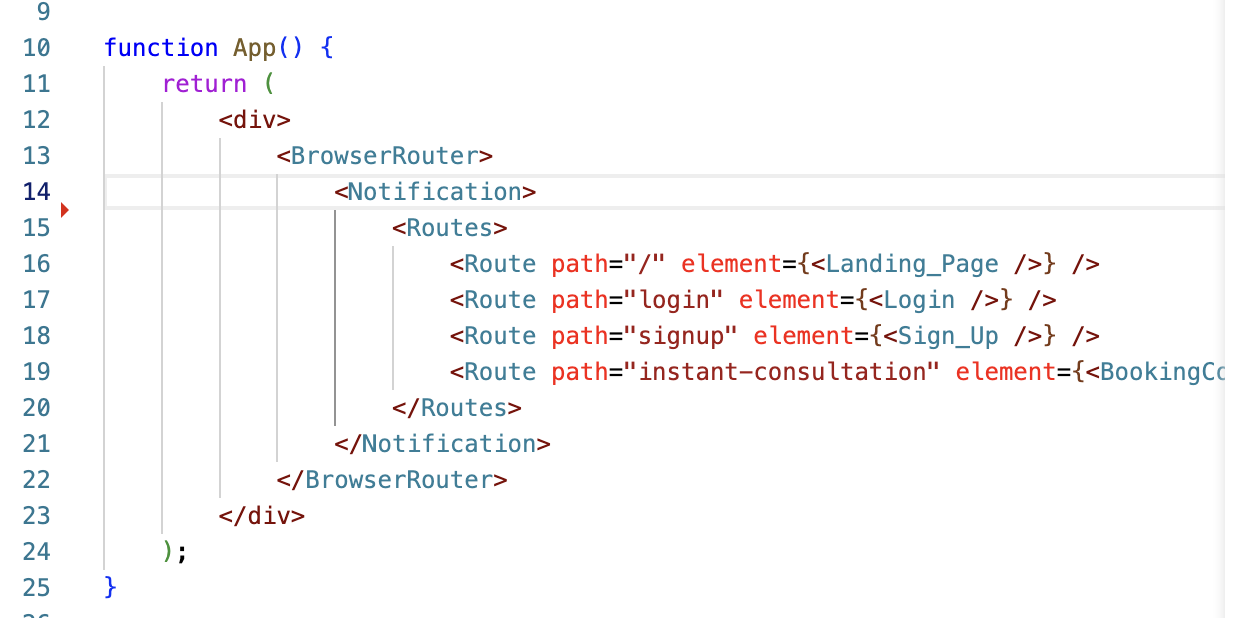 9
10 function App() {
11 return (
12 <div>
13 <BrowserRouter>
14 <Notification>
15 <Routes>
16 <Route path="/" element={<Landing_Page />} />
17 <Route path="login" element={<Login />} />
18 <Route path="signup" element={<Sign_Up />} />
19 <Route path="instant-consultation" element={<BookingCo
20 </Routes>
21 </Notification>
22 </BrowserRouter>
23 </div>
24 );
25 }